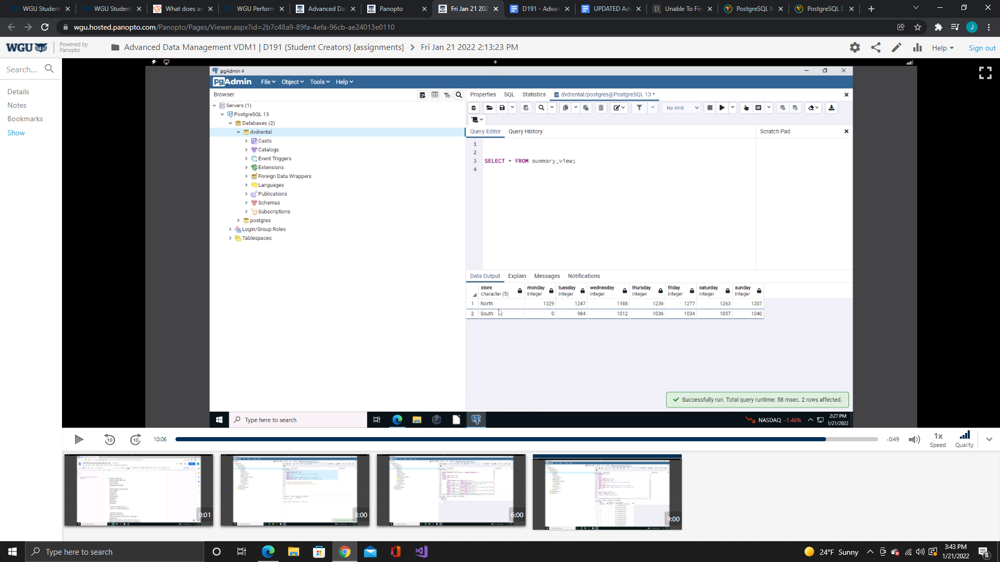 WGU Student
WGU Student
What does an
WGU Perform
Advanced Da
Panopto
Fri Jan 21 202
D191 - Advan
UPDATED Ad
Unable To Fin
PostgreSQL M
PostgreSQL D
wgu.hosted.panopto.com/Panopto/Pages/Viewer.aspx?id=2b7c48a9-89fa-4efa-96cb-ae24013e0110
J
WGU
Powered by
Panopto
Advanced Data Management VDM1 | D191 (Student Creators) [assignments] > Fri Jan 21 2022 2:13:23 PM
Help
Sign out
Search...
Details
Notes
Bookmarks
Show
pgAdmin 4
pgAdmin
File
Object
Tools
Help
Browser
Servers (1)
PostgreSQL 13
Databases (2)
dvdrental
Casts
Catalogs
Event Triggers
Extensions
Foreign Data Wrappers
Languages
Publications
Schemas
Subscriptions
postgres
Login/Group Roles
Tablespaces
Properties
SQL
Statistics
dvdrental/postgres@PostgreSQL 13 *
No limit
Query Editor
Query History
Scratch Pad
1
2
3 SELECT * FROM summary_view;
4
Data Output
Explain
Messages
Notifications
store monday tuesday wednesday thursday friday saturday sunday
character (5) integer integer integer integer integer integer integer
1 North 1329 1247 1188 1236 1277 1263 1207
2 South 0 984 1012 1036 1034 1057 1040
Successfully run. Total query runtime: 58 msec. 2 rows affected.
Type here to search
NASDAQ -1.46%
2:27 PM
1/21/2022
10
10
10:06
-0:49
1x
Speed
Quality
0:01
3:00
6:00
9:00
Type here to search
24°F Sunny
3:43 PM
1/21/2022
8